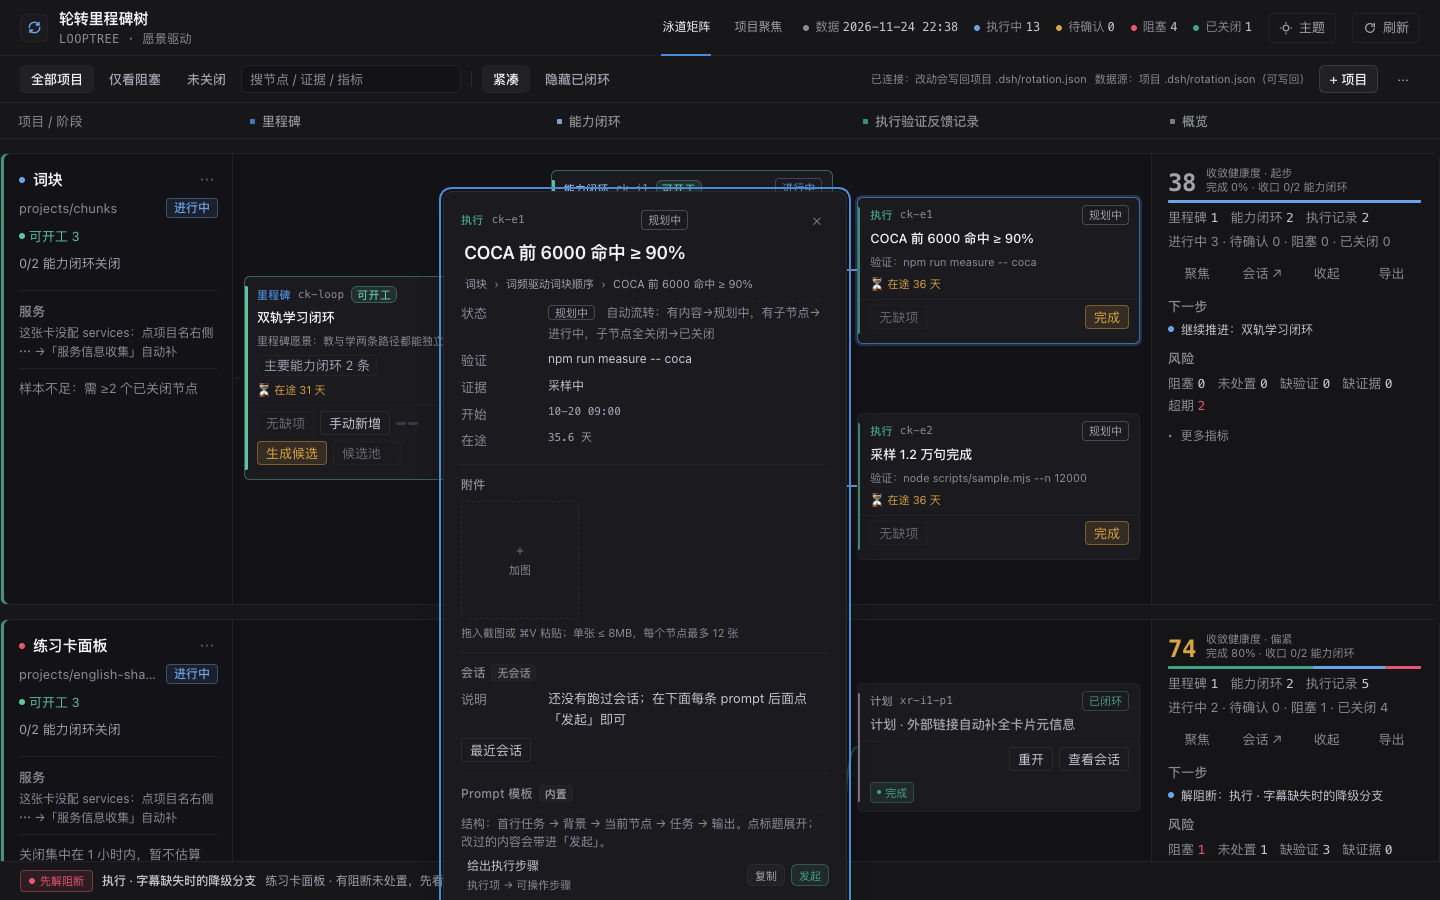 轮转里程碑树
LOOPTREE · 愿景驱动
泳道矩阵
项目聚焦
数据 2026-11-24 22:38
执行中 13
待确认 0
阻塞 4
已关闭 1
主题
刷新
全部项目
仅看阻塞
未关闭
搜节点 / 证据 / 指标
紧凑
隐藏已闭环
已连接：改动会写回项目 .dsh/rotation.json
数据源：项目 .dsh/rotation.json（可写回）
+ 项目
···
项目 / 阶段
里程碑
能力闭环
执行验证反馈记录
概览
词块
···
projects/chunks
进行中
可开工 3
0/2 能力闭环关闭
服务
这张卡没配 services：点项目名右侧
··· →「服务信息收集」自动补
样本不足：需 ≥2 个已关闭节点
里程碑 ck-loop 可开工
双轨学习闭环
里程碑愿景：教与学两条路径都能独立
主要能力闭环 2 条
⏳ 在途 31 天
无缺项
手动新增
生成候选
候选池
能力闭环 ck-i1 可开工
进行中
执行 ck-e1
规划中
×
COCA 前 6000 命中 ≥ 90%
词块 › 词频驱动词块顺序 › COCA 前 6000 命中 ≥ 90%
状态
规划中 自动流转：有内容→规划中，有子节点→
进行中，子节点全关闭→已关闭
验证
npm run measure -- coca
证据
采样中
开始
10-20 09:00
在途
35.6 天
附件
+
加图
拖入截图或 ⌘V 粘贴；单张 ≤ 8MB，每个节点最多 12 张
会话 无会话
说明
还没有跑过会话；在下面每条 prompt 后面点
「发起」即可
最近会话
Prompt 模板 内置
结构：首行任务 → 背景 → 当前节点 → 任务 → 输出。点标题展开；
改过的内容会带进「发起」。
给出执行步骤
执行项 → 可操作步骤
复制
发起
执行 ck-e1
规划中
COCA 前 6000 命中 ≥ 90%
验证：npm run measure -- coca
⏳ 在途 36 天
无缺项
完成
执行 ck-e2
规划中
采样 1.2 万句完成
验证：node scripts/sample.mjs --n 12000
⏳ 在途 36 天
无缺项
完成
38
收敛健康度 · 起步
完成 0% · 收口 0/2 能力闭环
里程碑 1 能力闭环 2 执行记录 2
进行中 3 · 待确认 0 · 阻塞 0 · 已关闭 0
聚焦
会话 ↗
收起
导出
下一步
继续推进：双轨学习闭环
风险
阻塞 0 未处置 0 缺验证 0 缺证据 0
超期 2
▸ 更多指标
练习卡面板
···
projects/english-sha...
进行中
可开工 3
0/2 能力闭环关闭
服务
这张卡没配 services：点项目名右侧
··· →「服务信息收集」自动补
关闭集中在 1 小时内，暂不估算
计划 xr-i1-p1
已闭环
计划 · 外部链接自动补全卡片元信息
重开
查看会话
完成
74
收敛健康度 · 偏紧
完成 80% · 收口 0/2 能力闭环
里程碑 1 能力闭环 2 执行记录 5
进行中 2 · 待确认 0 · 阻塞 1 · 已关闭 4
聚焦
会话 ↗
收起
导出
下一步
解阻断：执行 · 字幕缺失时的降级分支
风险
阻塞 1 未处置 1 缺验证 3 缺证据 0
先解阻断
执行 · 字幕缺失时的降级分支
练习卡面板 · 有阻断未处置，先看